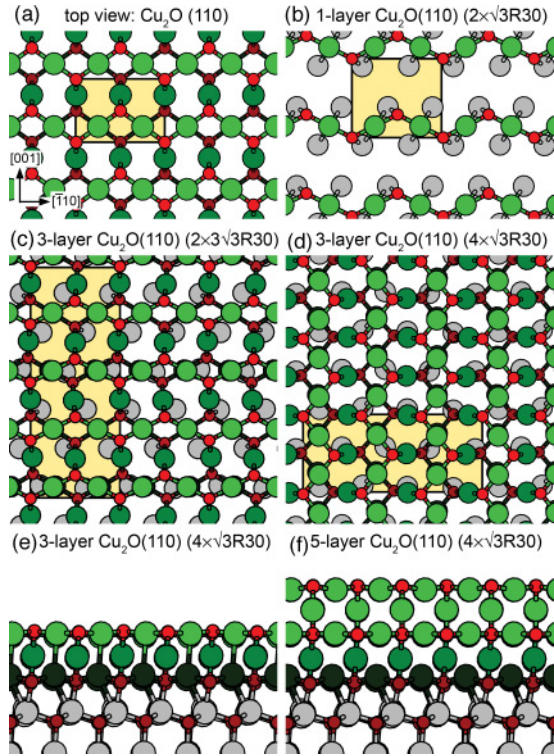 (a) top view: Cu₂O (110)
(b) 1-layer Cu₂O(110) (2×√3R30)
[001]
[1̄10]
(c) 3-layer Cu₂O(110) (2×3√3R30)
(d) 3-layer Cu₂O(110) (4×√3R30)
(e) 3-layer Cu₂O(110) (4×√3R30)
(f) 5-layer Cu₂O(110) (4×√3R30)